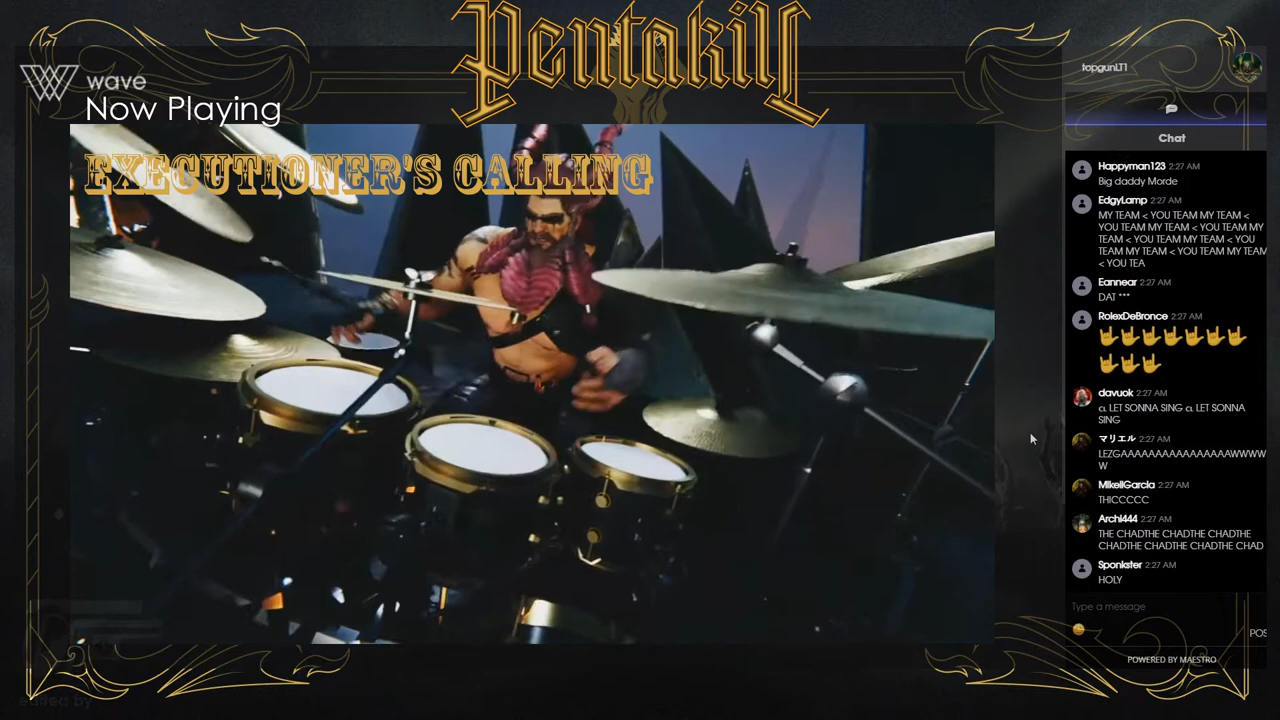 Pentakill
wave
Now Playing
EXECUTIONER'S CALLING
topgunLT1
Chat
Happyman123 2:27 AM
Big daddy Morde
EdgyLamp 2:27 AM
MY TEAM < YOU TEAM MY TEAM <
YOU TEAM MY TEAM < YOU TEAM MY
TEAM < YOU TEAM MY TEAM < YOU
TEAM MY TEAM < YOU TEAM MY TEAM
< YOU TEA
Eannear 2:27 AM
DAT ***
RolexDeBronce 2:27 AM
🤟🤟🤟🤟🤟🤟🤟
🤟🤟🤟
davuok 2:27 AM
a LET SONNA SING a LET SONNA
SING
マリエル 2:27 AM
LEZGAAAAAAAAAAAAAAAAWWWW
W
MikeliGarcia 2:27 AM
THICCCCC
Archi444 2:27 AM
THE CHADTHE CHADTHE CHADTHE
CHADTHE CHADTHE CHADTHE CHAD
Sponkster 2:27 AM
HOLY
Type a message
POS
POWERED BY MAESTRO
edited by